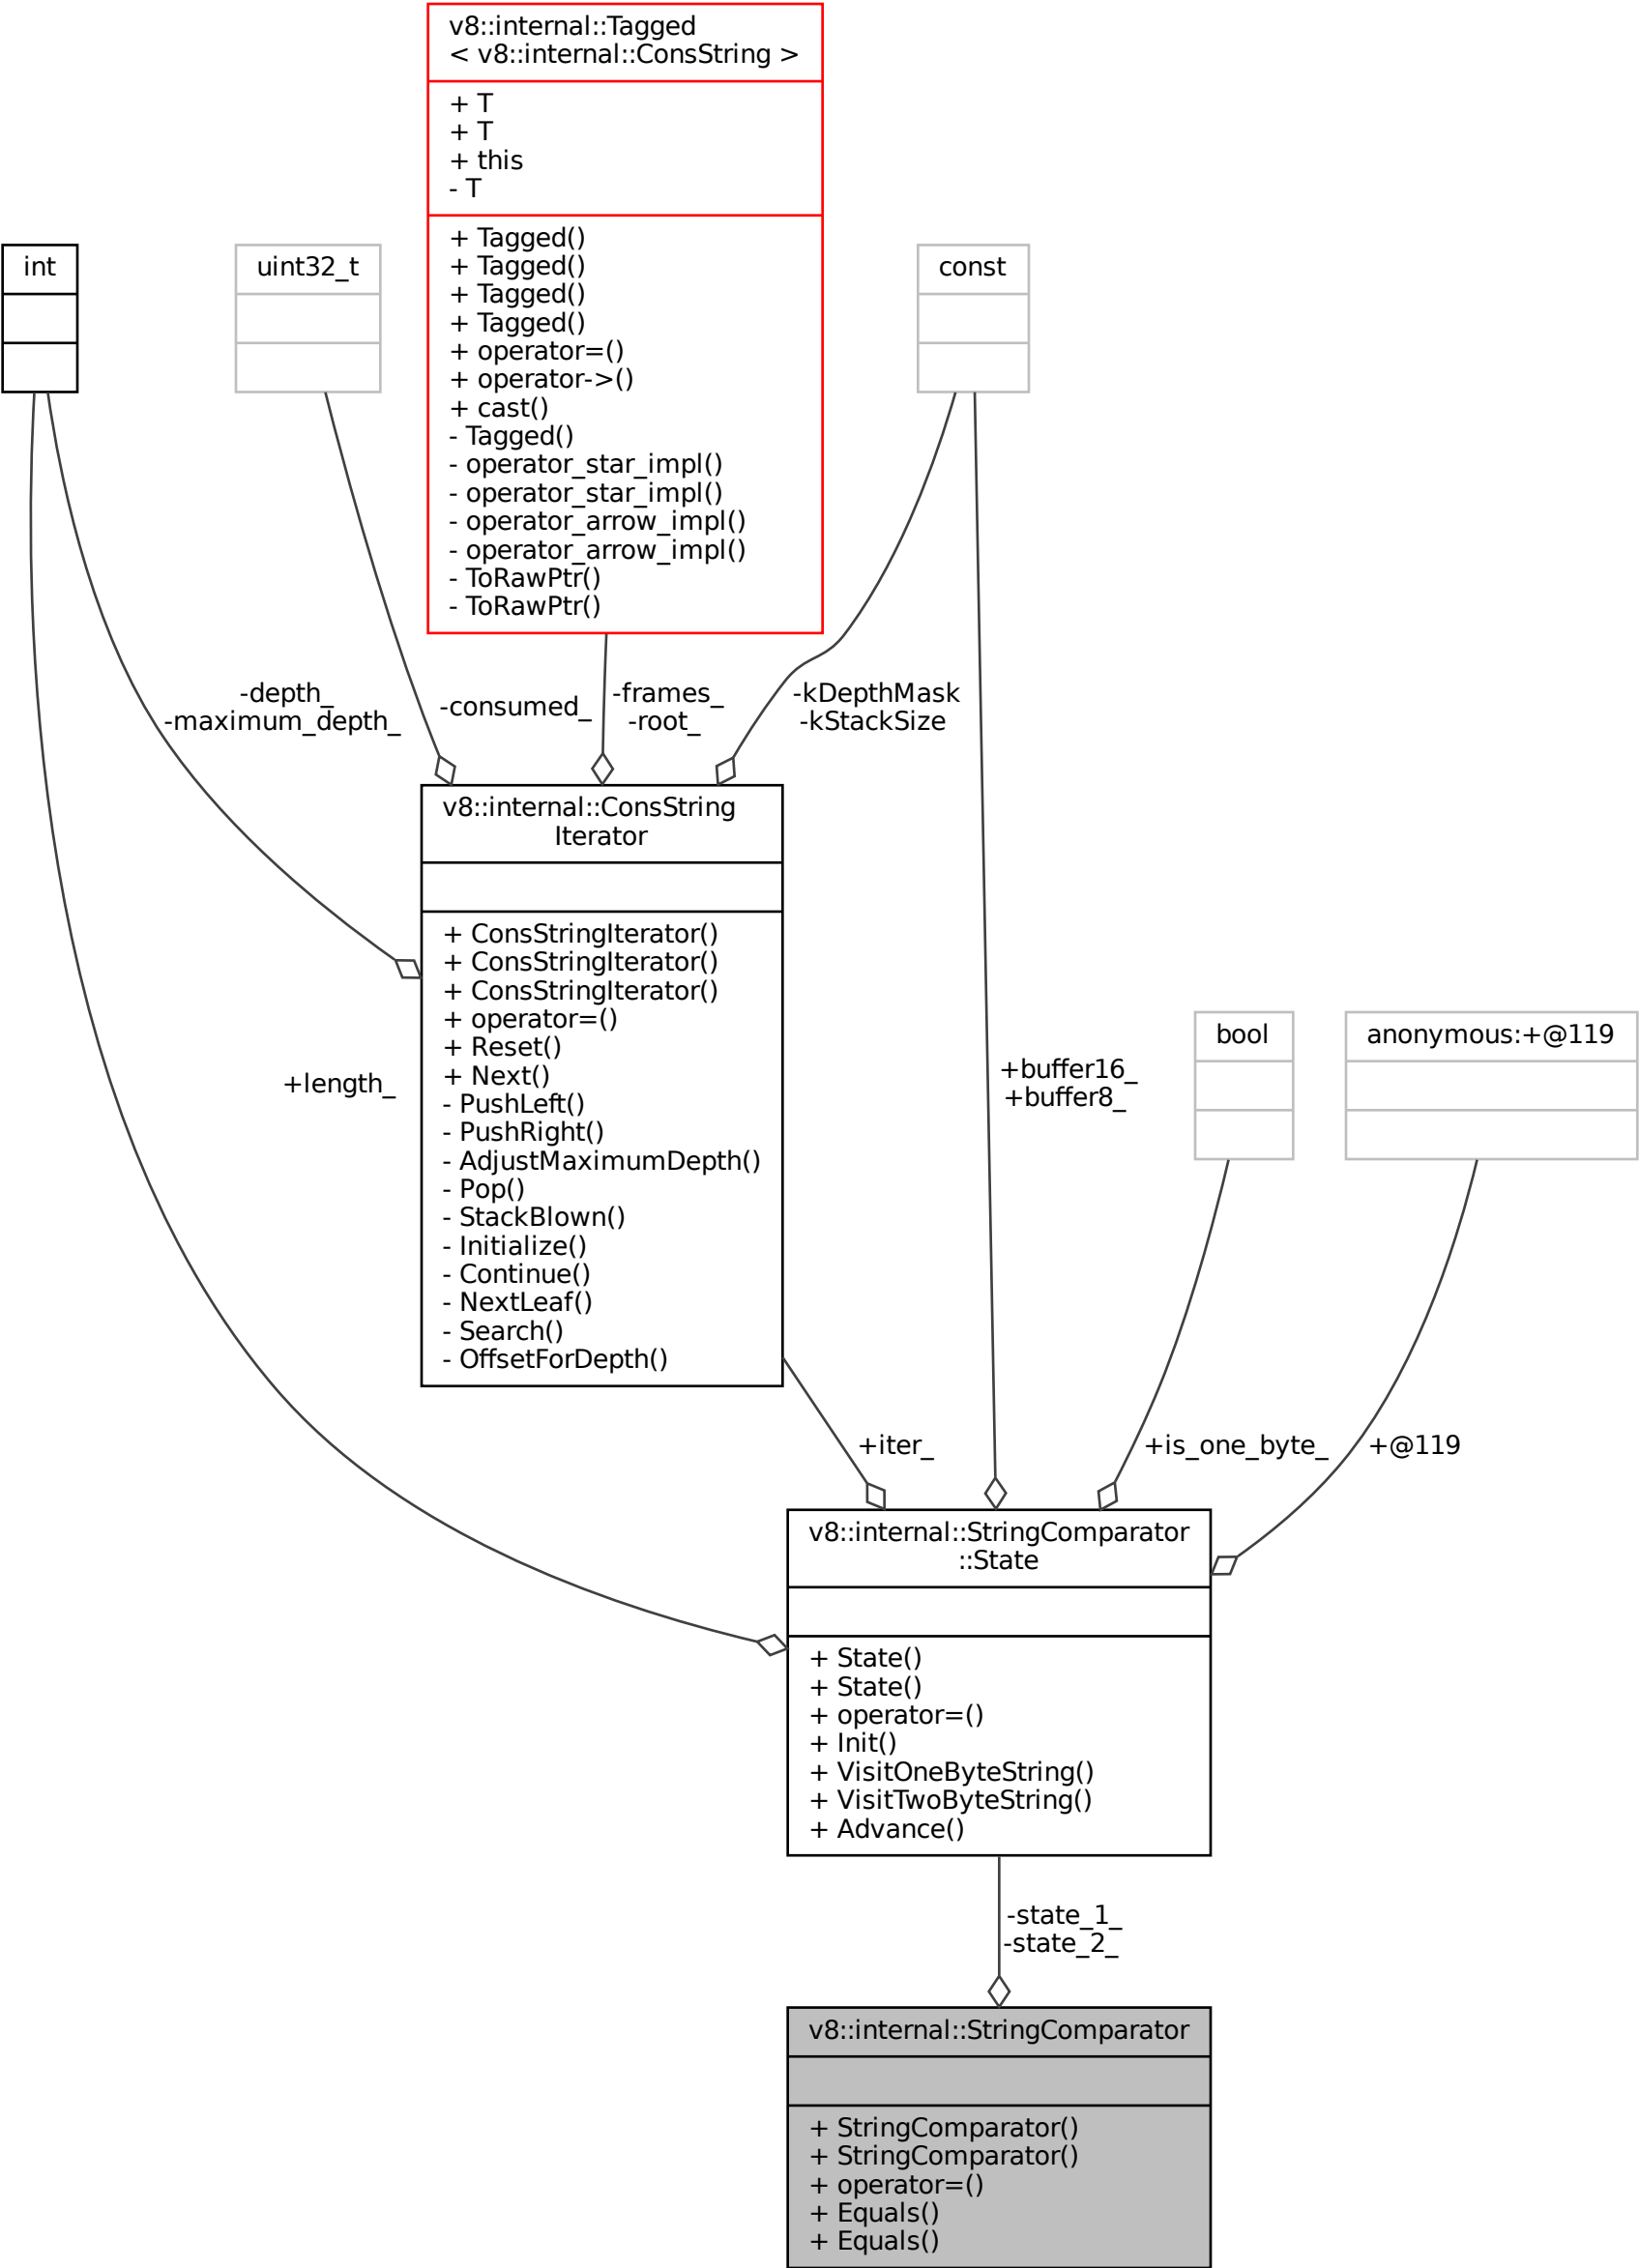 v8::internal::Tagged
< v8::internal::ConsString >
+ T
+ T
+ this
- T
+ Tagged()
+ Tagged()
+ Tagged()
+ Tagged()
+ operator=()
+ operator->()
+ cast()
- Tagged()
- operator_star_impl()
- operator_star_impl()
- operator_arrow_impl()
- operator_arrow_impl()
- ToRawPtr()
- ToRawPtr()
int
uint32_t
const
-depth_
-maximum_depth_
-consumed_
-frames_
-root_
-kDepthMask
-kStackSize
v8::internal::ConsString
Iterator
+ ConsStringIterator()
+ ConsStringIterator()
+ ConsStringIterator()
+ operator=()
+ Reset()
+ Next()
- PushLeft()
- PushRight()
- AdjustMaximumDepth()
- Pop()
- StackBlown()
- Initialize()
- Continue()
- NextLeaf()
- Search()
- OffsetForDepth()
+length_
+buffer16_
+buffer8_
bool
anonymous:+@119
+iter_
+is_one_byte_
+@119
v8::internal::StringComparator
::State
+ State()
+ State()
+ operator=()
+ Init()
+ VisitOneByteString()
+ VisitTwoByteString()
+ Advance()
-state_1_
-state_2_
v8::internal::StringComparator
+ StringComparator()
+ StringComparator()
+ operator=()
+ Equals()
+ Equals()